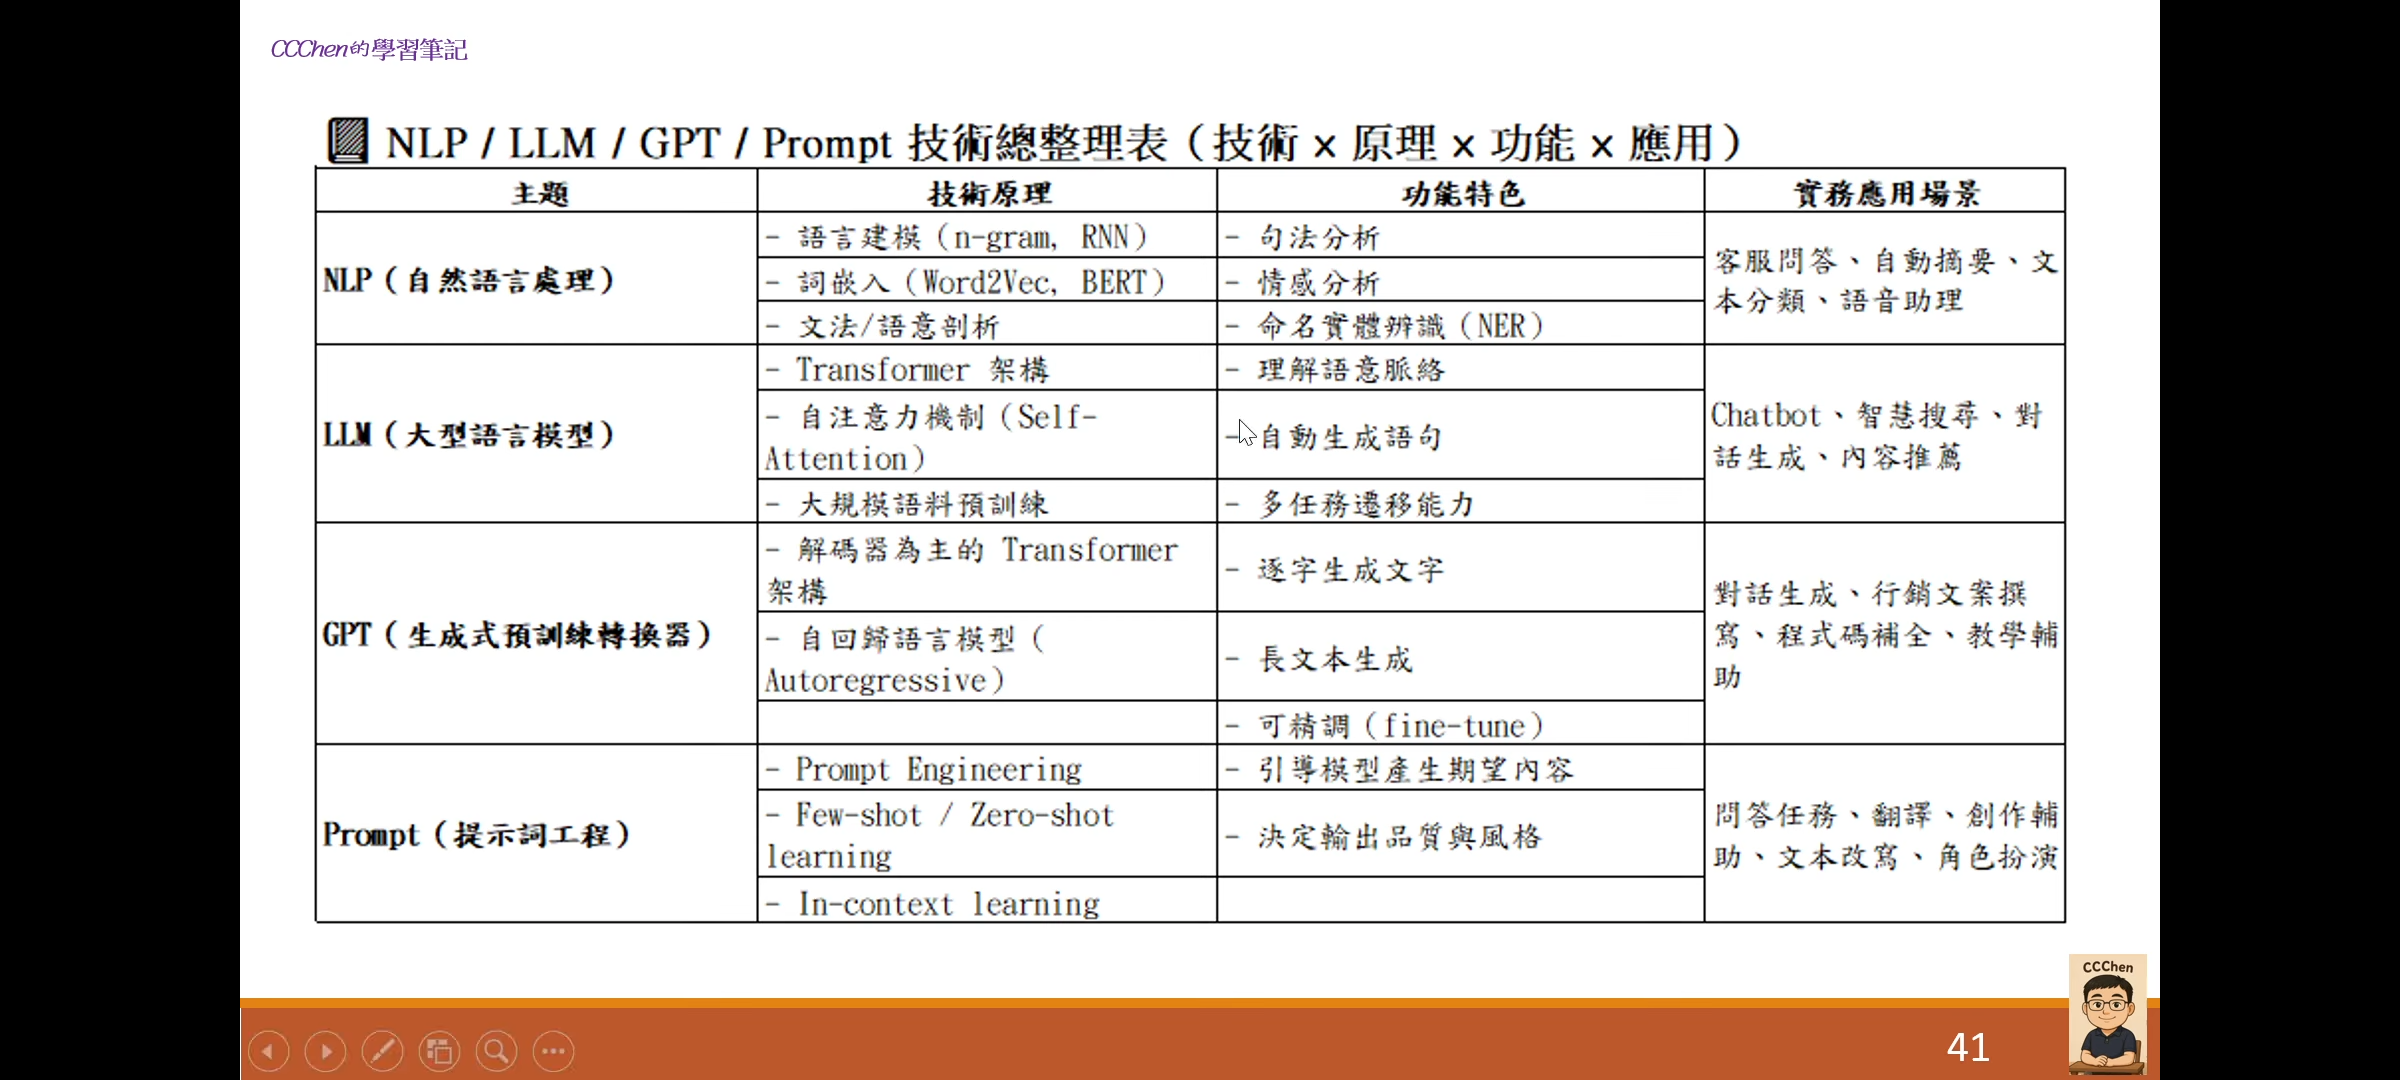 CCChen的學習筆記
NLP / LLM / GPT / Prompt 技術總整理表（技術 × 原理 × 功能 × 應用）
主題 技術原理 功能特色 實務應用場景
NLP（自然語言處理）
- 語言建模（n-gram, RNN）
- 句法分析
- 詞嵌入（Word2Vec, BERT）
- 情感分析
- 文法/語意剖析
- 命名實體辨識（NER）
客服問答、自動摘要、文
本分類、語音助理
LLM（大型語言模型）
- Transformer 架構
- 理解語意脈絡
- 自注意力機制（Self-
Attention）
- 自動生成語句
- 大規模語料預訓練
- 多任務遷移能力
Chatbot、智慧搜尋、對
話生成、內容推薦
GPT（生成式預訓練轉換器）
- 解碼器為主的 Transformer
架構
- 逐字生成文字
- 自回歸語言模型（
Autoregressive）
- 長文本生成
- 可精調（fine-tune）
對話生成、行銷文案撰
寫、程式碼補全、教學輔
助
Prompt（提示詞工程）
- Prompt Engineering
- 引導模型產生期望內容
- Few-shot / Zero-shot
learning
- 決定輸出品質與風格
- In-context learning
問答任務、翻譯、創作輔
助、文本改寫、角色扮演
CCChen
41